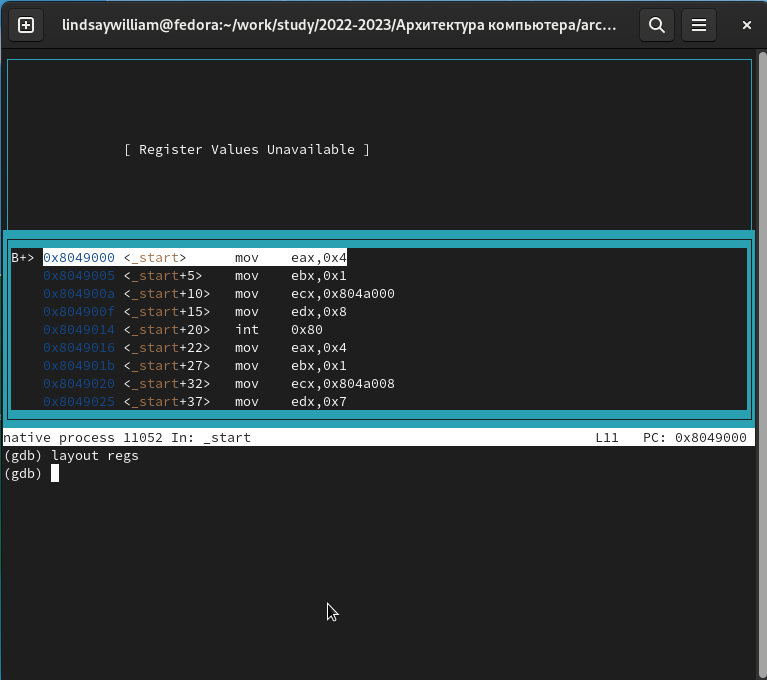 lindsaywilliam@fedora:~/work/study/2022-2023/Архитектура компьютера/arc...
[ Register Values Unavailable ]
B+> 0x8049000 <_start>      mov    eax,0x4
0x8049005 <_start+5>    mov    ebx,0x1
0x804900a <_start+10>   mov    ecx,0x804a000
0x804900f <_start+15>   mov    edx,0x8
0x8049014 <_start+20>   int    0x80
0x8049016 <_start+22>   mov    eax,0x4
0x804901b <_start+27>   mov    ebx,0x1
0x8049020 <_start+32>   mov    ecx,0x804a008
0x8049025 <_start+37>   mov    edx,0x7
native process 11052 In: _start    L11   PC: 0x8049000
(gdb) layout regs
(gdb)